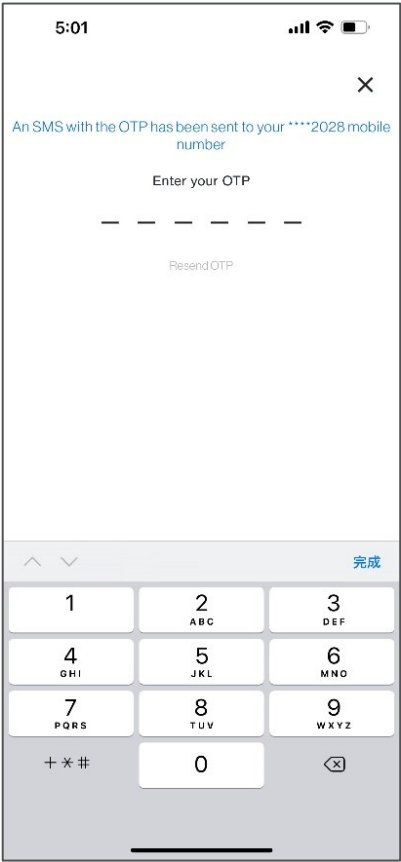 5:01
An SMS with the OTP has been sent to your ****2028 mobile
number
Enter your OTP
Resend OTP
完成
1
2
ABC
3
DEF
4
GHI
5
JKL
6
MNO
7
PQRS
8
TUV
9
WXYZ
+*#
0